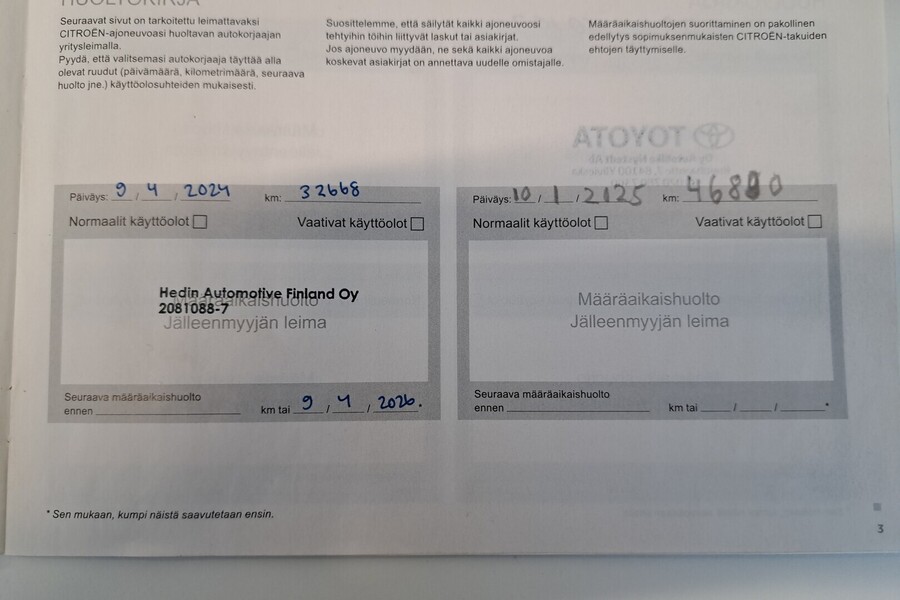 HUOLTOKIRJA
Seuraavat sivut on tarkoitettu leimattavaksi
CITROËN-ajoneuvoasi huoltavan autokorjaajan
yritysleimalla.
Pyydä, että valitsemasi autokorjaaja täyttää alla
olevat ruudut (päivämäärä, kilometrimäärä, seuraava
huolto jne.) käyttöolosuhteiden mukaisesti.
Suosittelemme, että säilytät kaikki ajoneuvoosi
tehtyihin töihin liittyvät laskut tai asiakirjat.
Jos ajoneuvo myydään, ne sekä kaikki ajoneuvoa
koskevat asiakirjat on annettava uudelle omistajalle.
Määräaikaishuoltojen suorittaminen on pakollinen
edellytys sopimuksenmukaisten CITROËN-takuiden
ehtojen täyttymiselle.
TOYOTA
Päiväys: 9 / 4 / 2024 km: 32668
Normaalit käyttöolot Vaativat käyttöolot
Hedin Automotive Finland Oy
Määräaikaishuolto
2081088-7
Jälleenmyyjän leima
Seuraava määräaikaishuolto
ennen km tai 9 / 4 / 2026.
Päiväys: 10 / 1 / 2125 km:
Normaalit käyttöolot Vaativat käyttöolot
Määräaikaishuolto
Jälleenmyyjän leima
Seuraava määräaikaishuolto
ennen km tai / / *
* Sen mukaan, kumpi näistä saavutetaan ensin.
3